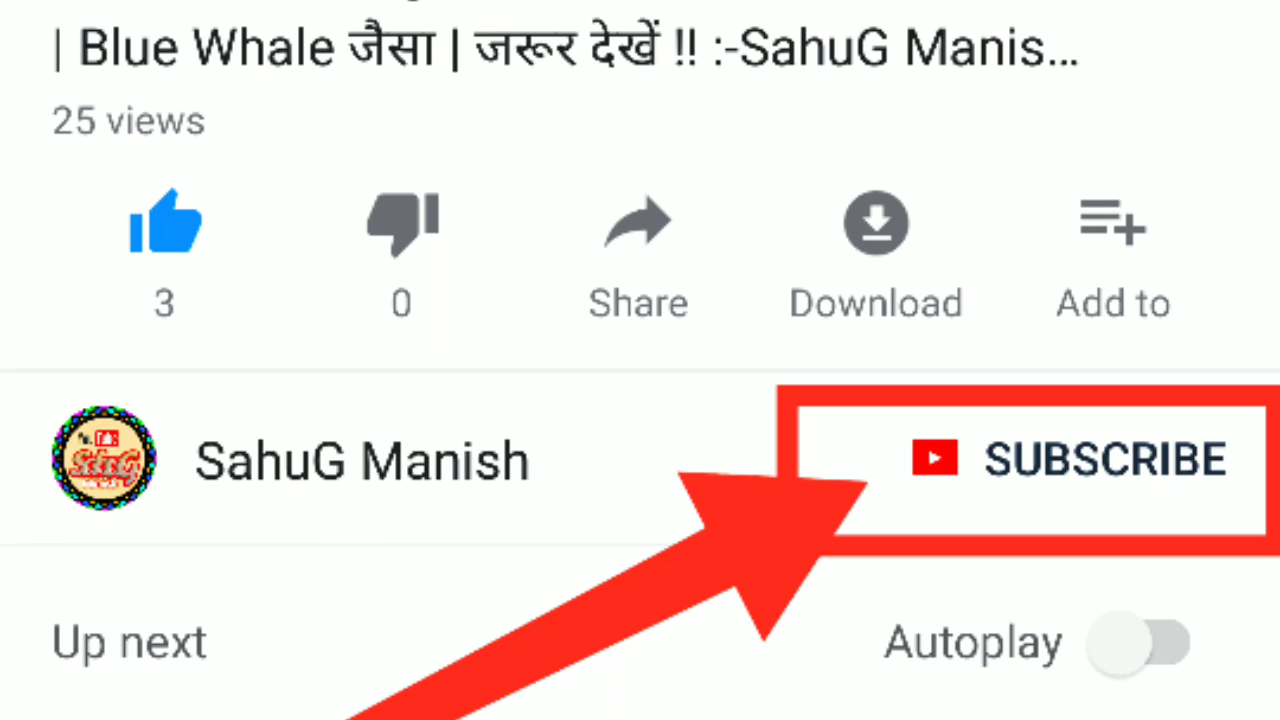 | Blue Whale जैसा | जरूर देखें !! :-SahuG Manis...
25 views
3
0
Share
Download
Add to
SahuG Manish
SUBSCRIBE
Up next
Autoplay